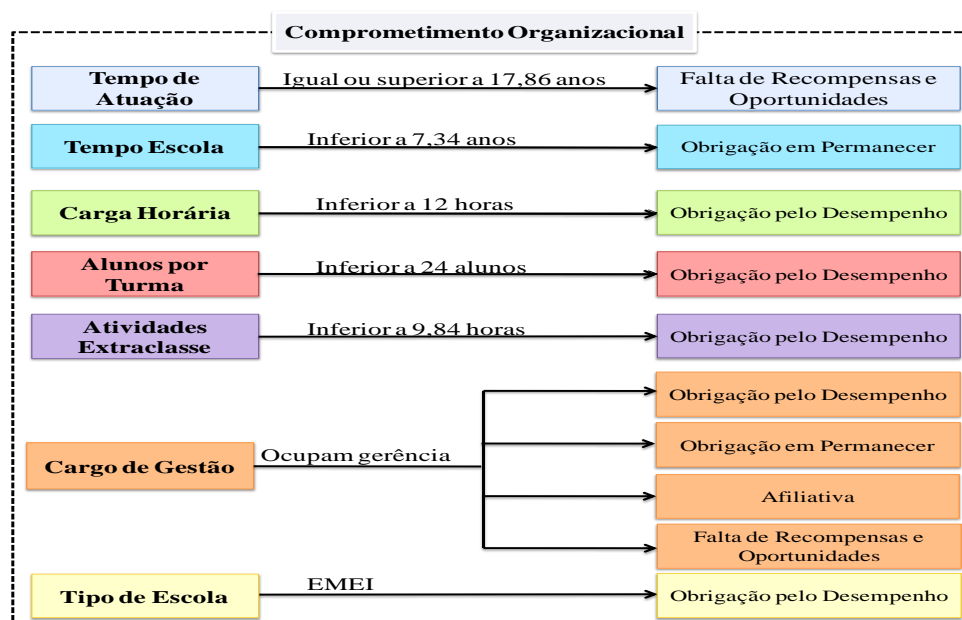 Comprometimento Organizacional
Tempo de
Atuação
Igual ou superior a 17,86 anos
Falta de Recompensas e
Oportunidades
Tempo Escola
Inferior a 7,34 anos
Obrigação em Permanecer
Carga Horária
Inferior a 12 horas
Obrigação pelo Desempenho
Alunos por
Turma
Inferior a 24 alunos
Obrigação pelo Desempenho
Atividades
Extraclasse
Inferior a 9,84 horas
Obrigação pelo Desempenho
Cargo de Gestão
Ocupam gerência
Obrigação pelo Desempenho
Obrigação em Permanecer
Afiliativa
Falta de Recompensas e
Oportunidades
Tipo de Escola
EMEI
Obrigação pelo Desempenho